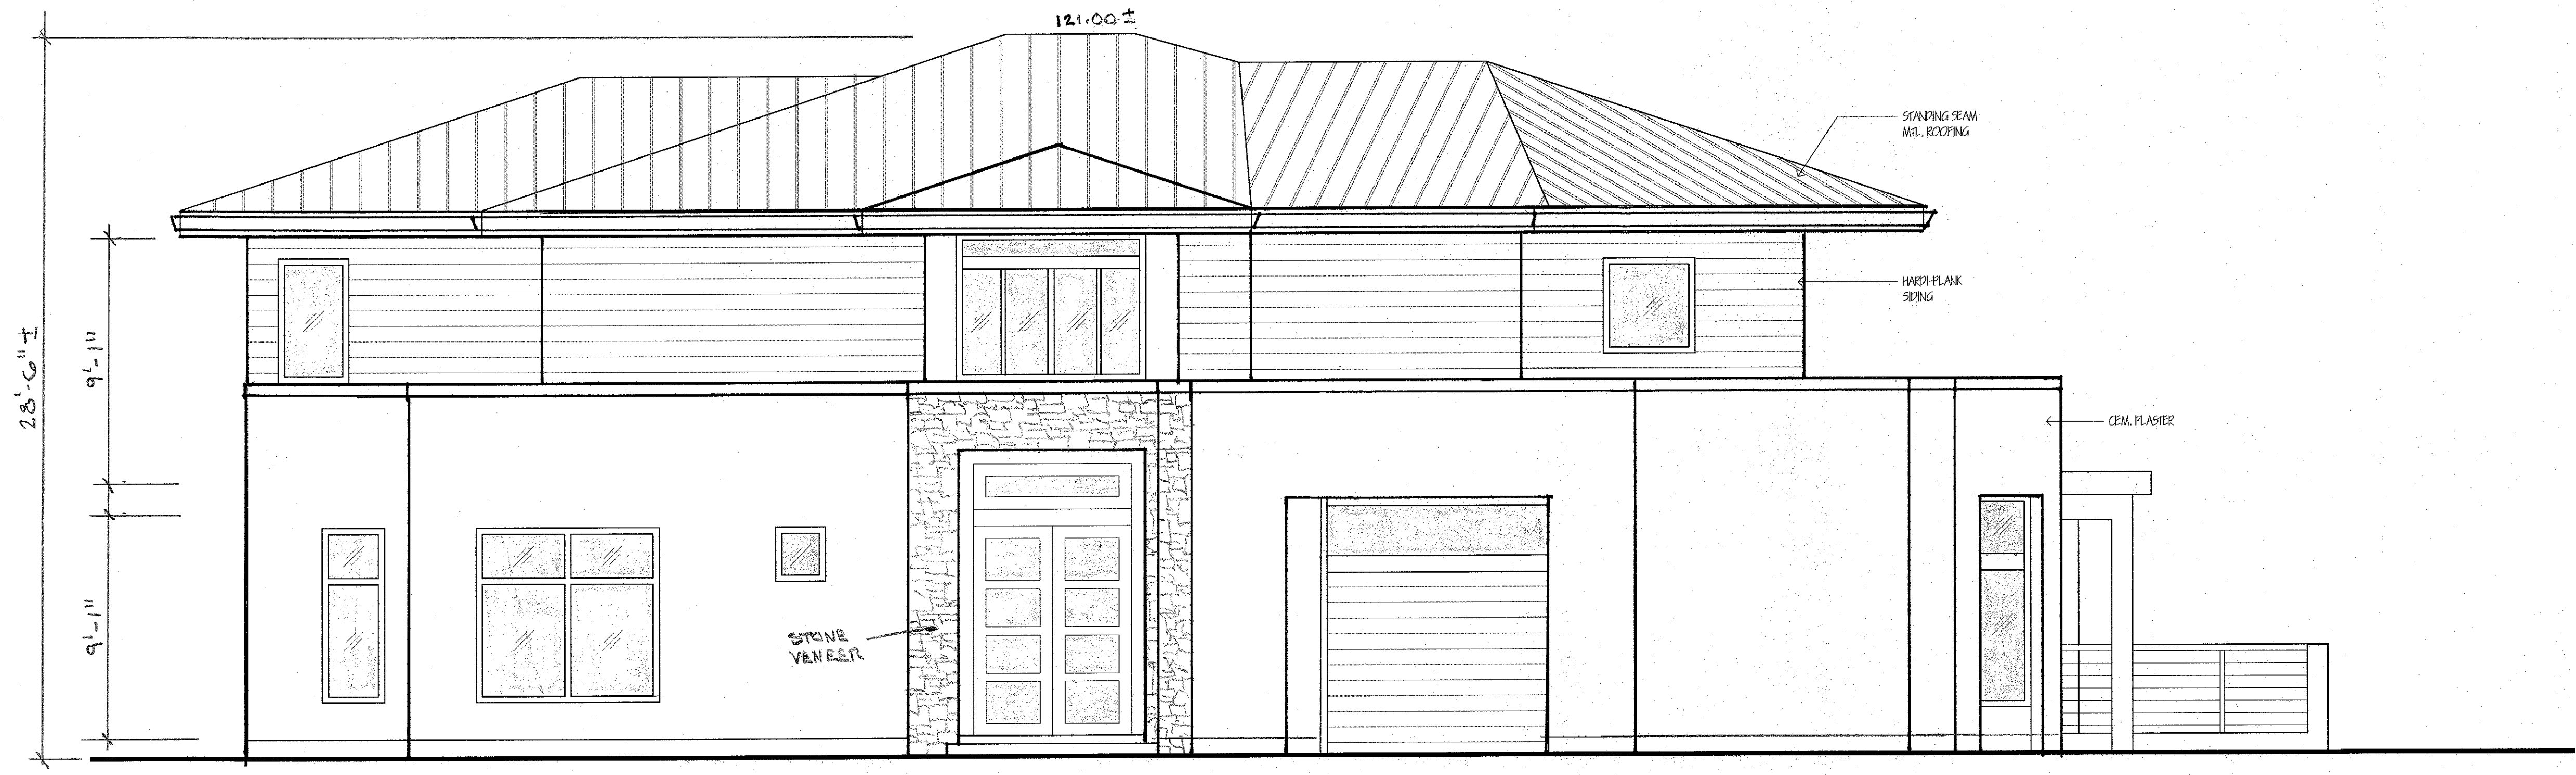 121.00 ±
STANDING SEAM
MTL. ROOFING
HARDI-PLANK
SIDING
28'-6" ±
9'-1"
CEM. PLASTER
9'-1"
STONE
VENEER